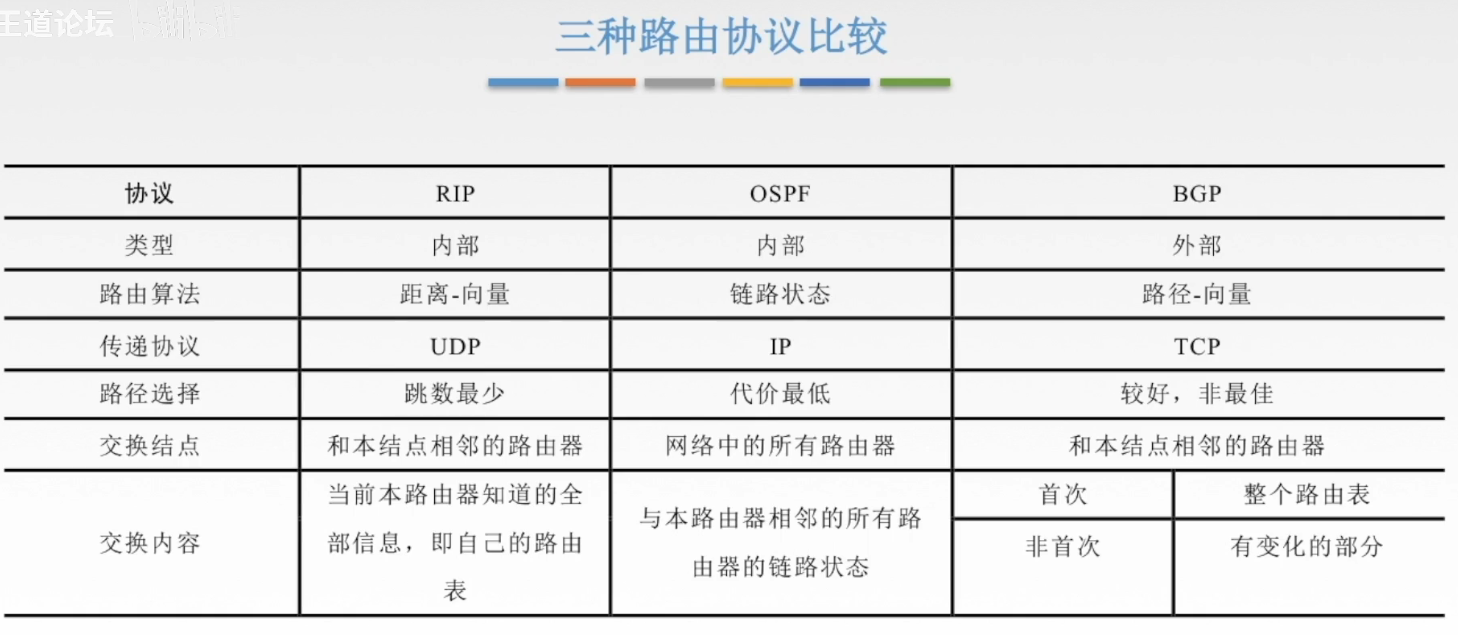 王道论坛
三种路由协议比较
协议 RIP OSPF BGP
类型 内部 内部 外部
路由算法 距离-向量 链路状态 路径-向量
传递协议 UDP IP TCP
路径选择 跳数最少 代价最低 较好，非最佳
交换结点 和本结点相邻的路由器 网络中的所有路由器 和本结点相邻的路由器
交换内容
当前本路由器知道的全
部信息，即自己的路由
表
与本路由器相邻的所有路
由器的链路状态
首次 整个路由表
非首次 有变化的部分